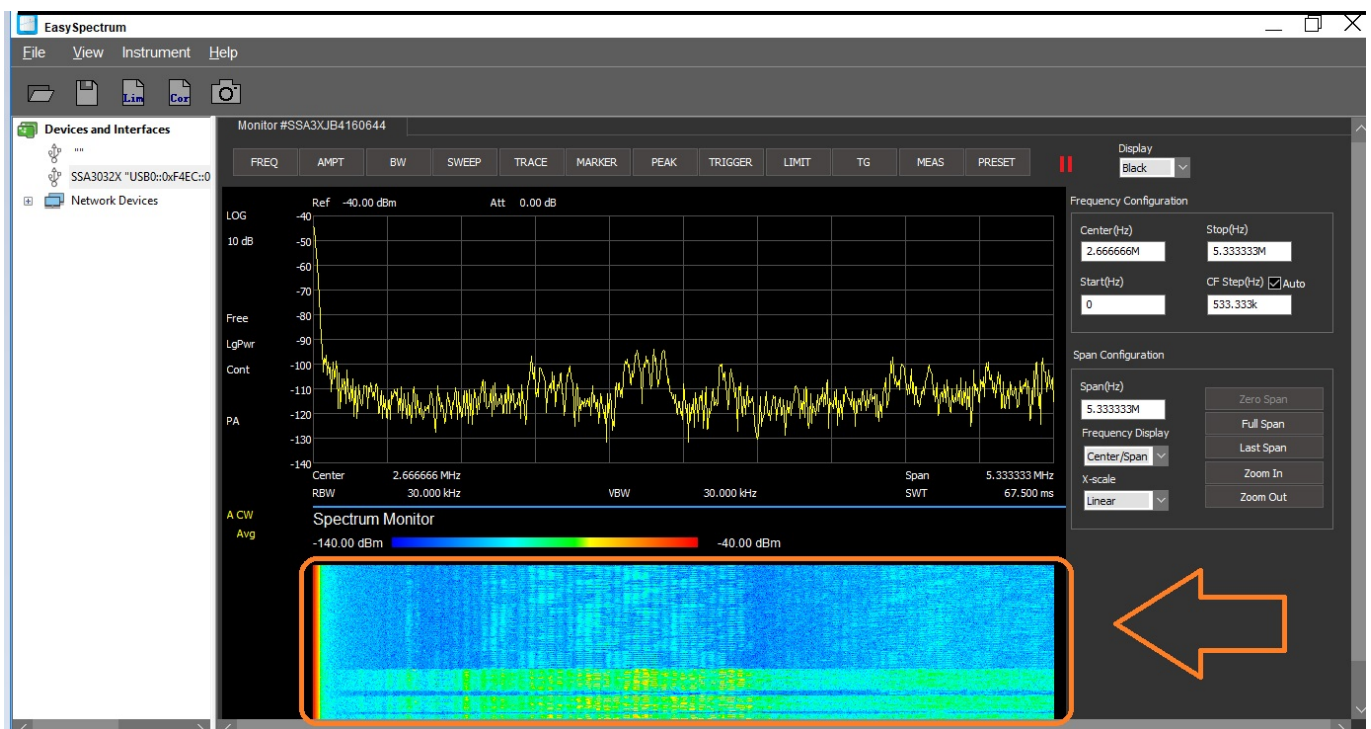 EasySpectrum
File View Instrument Help
Lim Cor
Devices and Interfaces
""
SSA3032X "USB0::0xF4EC::0
Network Devices
Monitor #SSA3XJB4160644
FREQ AMPT BW SWEEP TRACE MARKER PEAK TRIGGER LIMIT TG MEAS PRESET
Display
Black
Ref -40.00 dBm Att 0.00 dB
LOG
10 dB
Free
LgPwr
Cont
PA
-40
-50
-60
-70
-80
-90
-100
-110
-120
-130
-140
Center 2.666666 MHz Span 5.333333 MHz
RBW 30.000 kHz VBW 30.000 kHz SWT 67.500 ms
A CW
Avg
Spectrum Monitor
-140.00 dBm -40.00 dBm
Frequency Configuration
Center(Hz) Stop(Hz)
2.666666M 5.333333M
Start(Hz) CF Step(Hz) Auto
0 533.333k
Span Configuration
Span(Hz)
5.333333M
Frequency Display
Center/Span
X-scale
Linear
Zero Span
Full Span
Last Span
Zoom In
Zoom Out